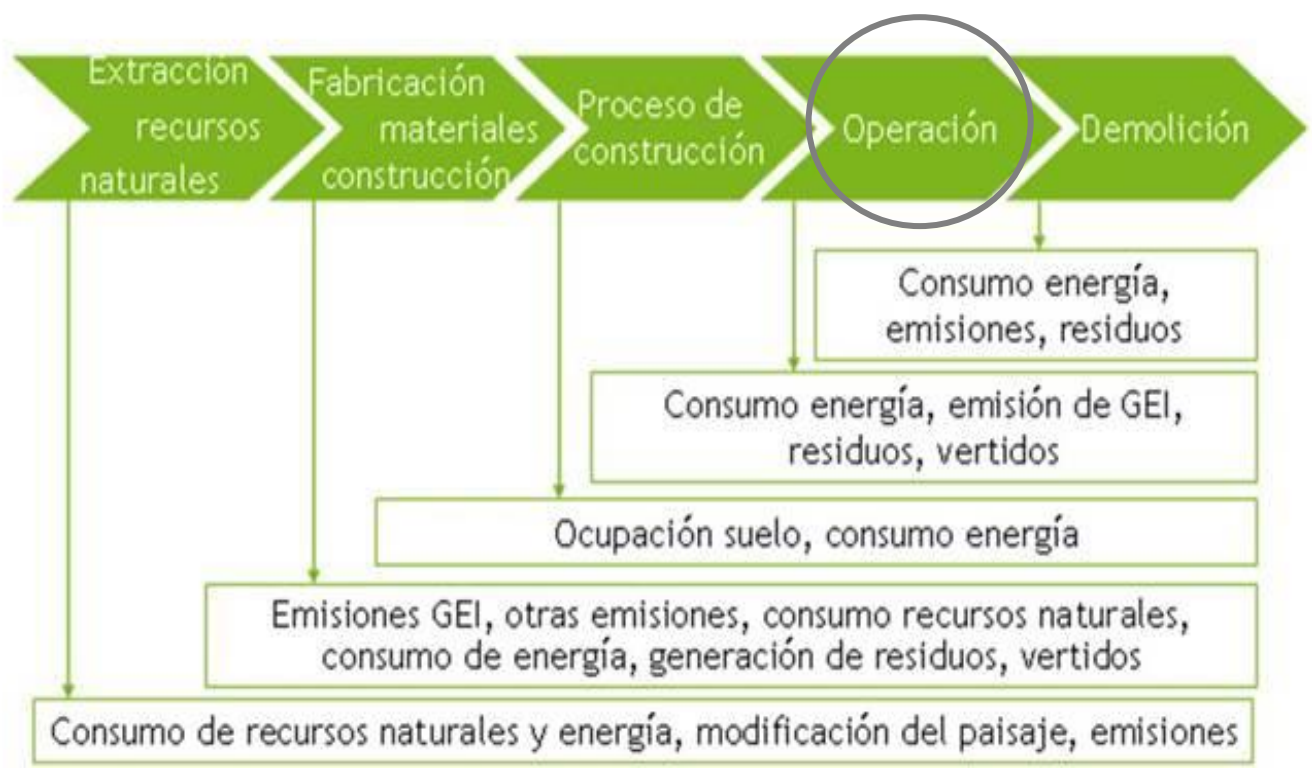 Extracción
recursos
naturales
Fabricación
materiales
construcción
Proceso de
construcción
Operación
Demolición
Consumo energía,
emisiones, residuos
Consumo energía, emisión de GEI,
residuos, vertidos
Ocupación suelo, consumo energía
Emisiones GEI, otras emisiones, consumo recursos naturales,
consumo de energía, generación de residuos, vertidos
Consumo de recursos naturales y energía, modificación del paisaje, emisiones